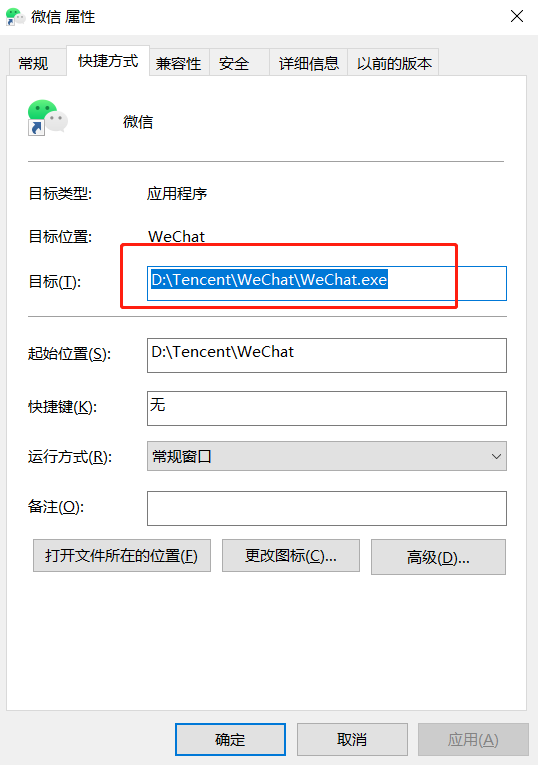 微信 属性
常规 快捷方式 兼容性 安全 详细信息 以前的版本
微信
目标类型: 应用程序
目标位置: WeChat
目标(T): D:\Tencent\WeChat\WeChat.exe
起始位置(S): D:\Tencent\WeChat
快捷键(K): 无
运行方式(R): 常规窗口
备注(O):
打开文件所在的位置(F) 更改图标(C)... 高级(D)...
确定 取消 应用(A)